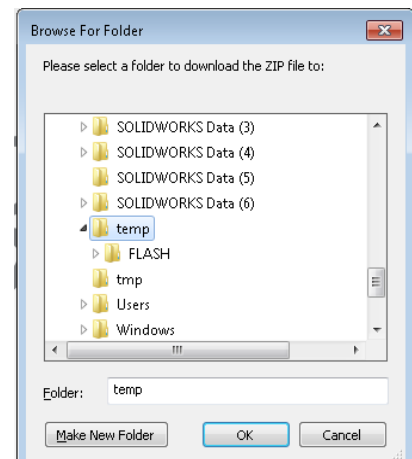 Browse For Folder
Please select a folder to download the ZIP file to:
SOLIDWORKS Data (3)
SOLIDWORKS Data (4)
SOLIDWORKS Data (5)
SOLIDWORKS Data (6)
temp
FLASH
tmp
Users
Windows
Folder: temp
Make New Folder OK Cancel